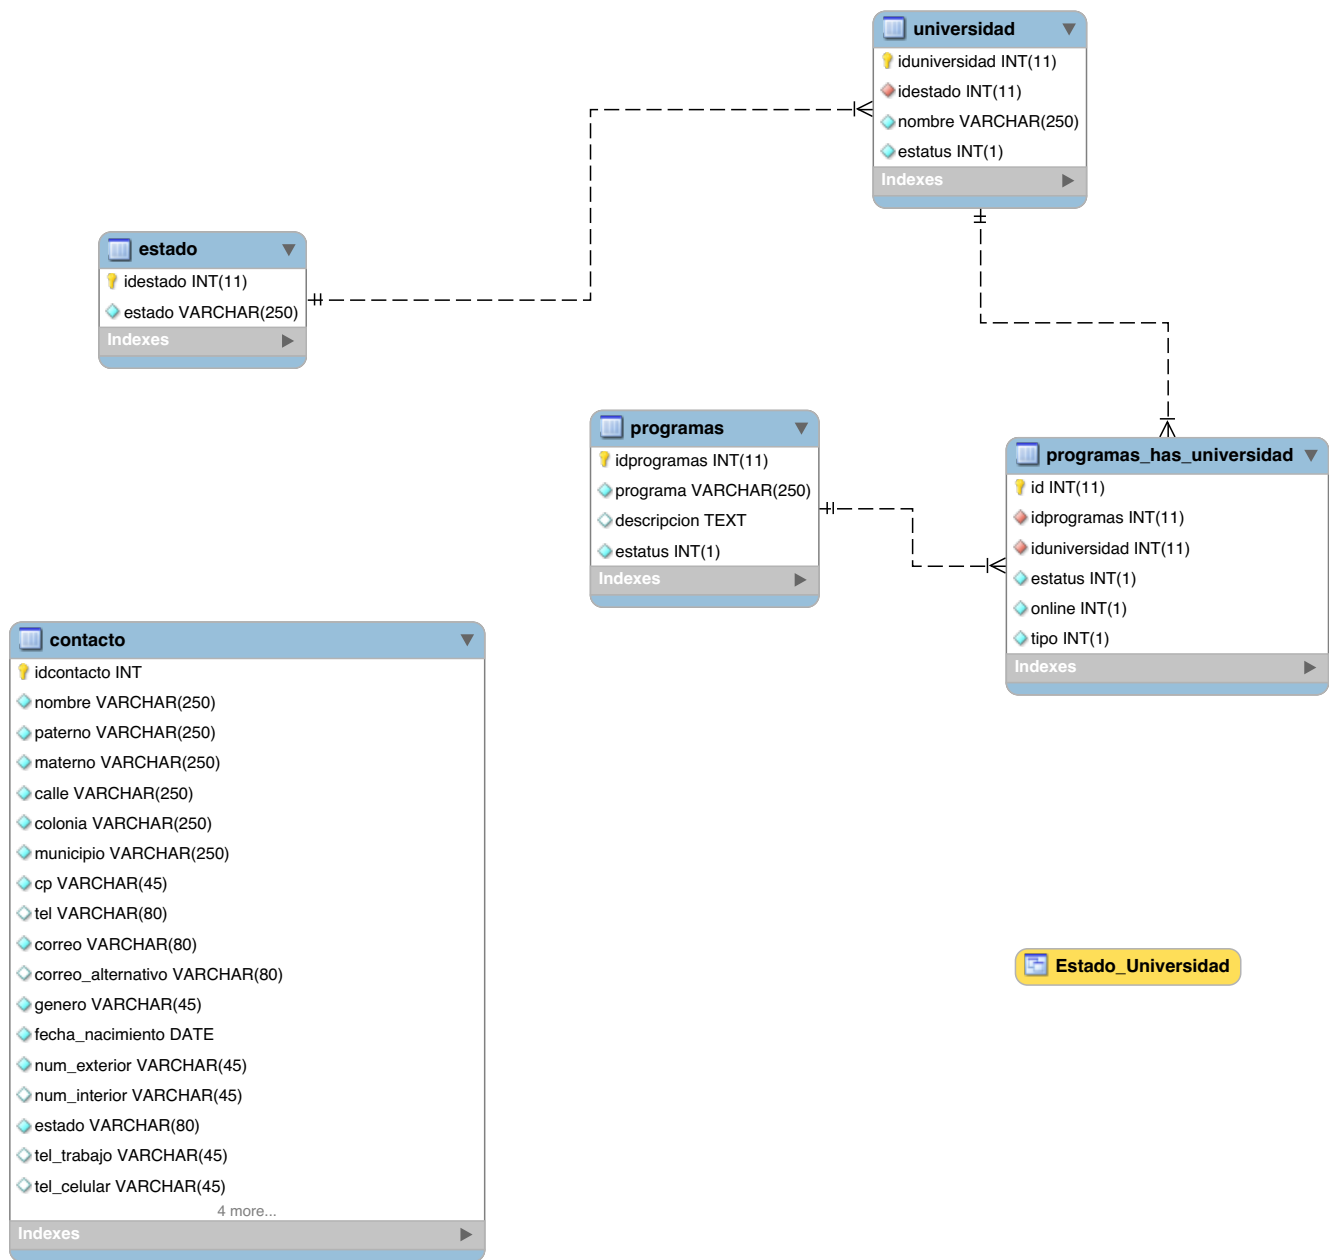 universidad
iduniversidad INT(11)
idestado INT(11)
nombre VARCHAR(250)
estatus INT(1)
Indexes
estado
idestado INT(11)
estado VARCHAR(250)
Indexes
programas
idprogramas INT(11)
programa VARCHAR(250)
descripcion TEXT
estatus INT(1)
Indexes
programas_has_universidad
id INT(11)
idprogramas INT(11)
iduniversidad INT(11)
estatus INT(1)
online INT(1)
tipo INT(1)
Indexes
contacto
idcontacto INT
nombre VARCHAR(250)
paterno VARCHAR(250)
materno VARCHAR(250)
calle VARCHAR(250)
colonia VARCHAR(250)
municipio VARCHAR(250)
cp VARCHAR(45)
tel VARCHAR(80)
correo VARCHAR(80)
correo_alternativo VARCHAR(80)
genero VARCHAR(45)
fecha_nacimiento DATE
num_exterior VARCHAR(45)
num_interior VARCHAR(45)
estado VARCHAR(80)
tel_trabajo VARCHAR(45)
tel_celular VARCHAR(45)
4 more...
Indexes
Estado_Universidad